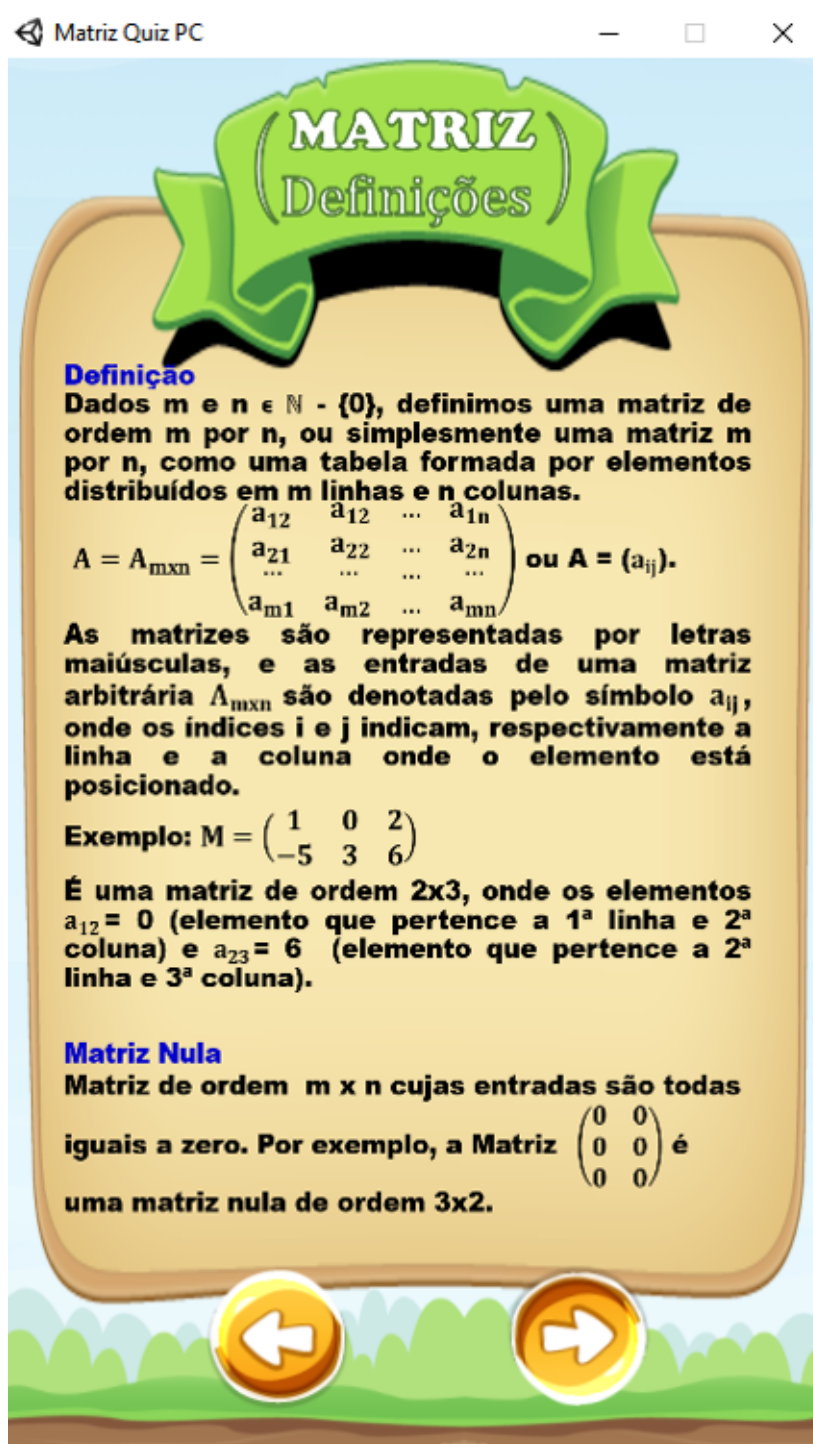 Matriz Quiz PC
MATRIZ
Definições
Definição
Dados m e n ϵ ℕ - {0}, definimos uma matriz de
ordem m por n, ou simplesmente uma matriz m
por n, como uma tabela formada por elementos
distribuídos em m linhas e n colunas.
a₁₂ a₁₂ ... a₁ₙ
A = Aₘₓₙ = a₂₁ a₂₂ ... a₂ₙ ou A = (aᵢⱼ).
... ... ... ...
aₘ₁ aₘ₂ ... aₘₙ
As matrizes são representadas por letras
maiúsculas, e as entradas de uma matriz
arbitrária Aₘₓₙ são denotadas pelo símbolo aᵢⱼ,
onde os índices i e j indicam, respectivamente a
linha e a coluna onde o elemento está
posicionado.
Exemplo: M = (1 0 2
−5 3 6)
É uma matriz de ordem 2x3, onde os elementos
a₁₂= 0 (elemento que pertence a 1ª linha e 2ª
coluna) e a₂₃= 6 (elemento que pertence a 2ª
linha e 3ª coluna).
Matriz Nula
Matriz de ordem m x n cujas entradas são todas
0 0
iguais a zero. Por exemplo, a Matriz (0 0) é
0 0
uma matriz nula de ordem 3x2.